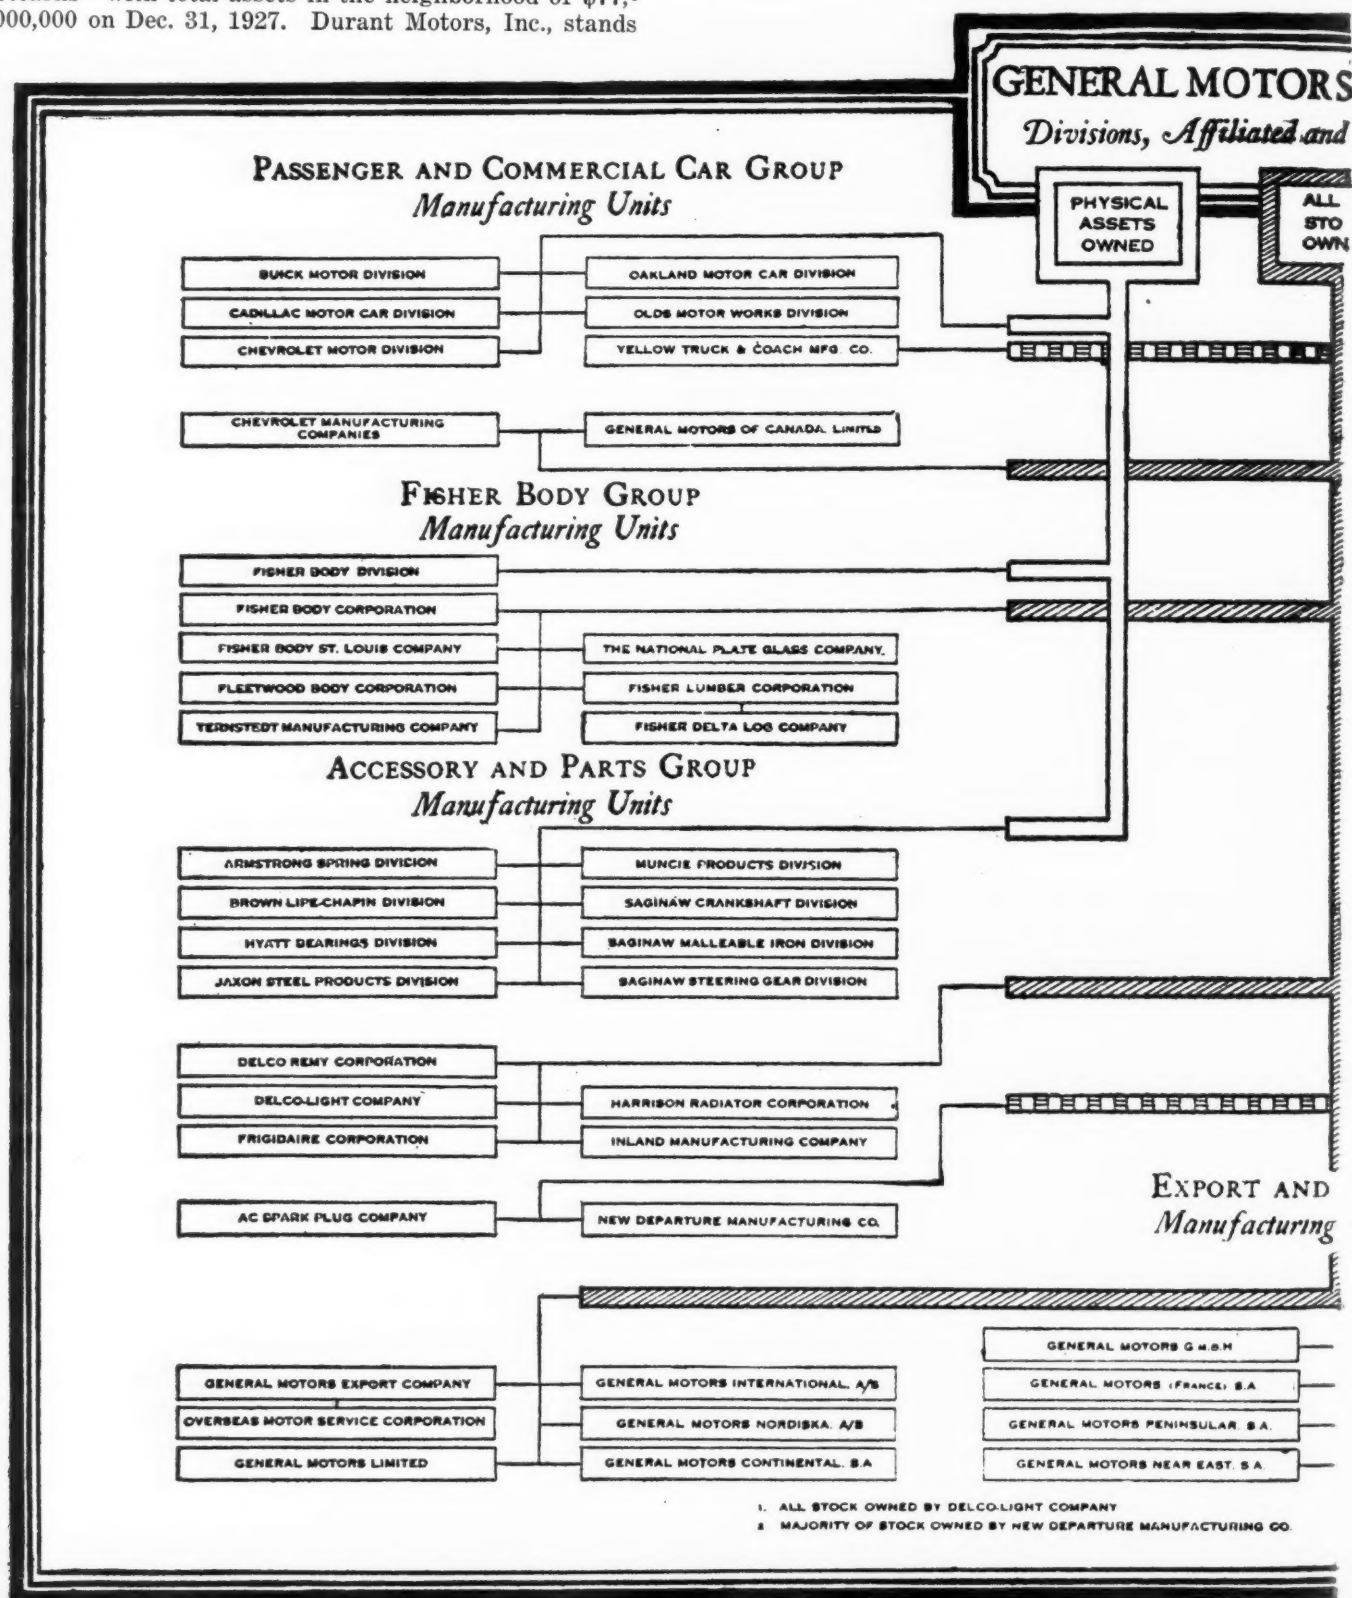 000,000 on Dec. 31, 1927. Durant Motors, Inc., stands
GENERAL MOTORS
Divisions, Affiliated and
PHYSICAL
ASSETS
OWNED
ALL
STO
OWN
PASSENGER AND COMMERCIAL CAR GROUP
Manufacturing Units
BUICK MOTOR DIVISION
OAKLAND MOTOR CAR DIVISION
CADILLAC MOTOR CAR DIVISION
OLDS MOTOR WORKS DIVISION
CHEVROLET MOTOR DIVISION
YELLOW TRUCK & COACH MFG. CO.
CHEVROLET MANUFACTURING
COMPANIES
GENERAL MOTORS OF CANADA. LIMITED
FISHER BODY GROUP
Manufacturing Units
FISHER BODY DIVISION
FISHER BODY CORPORATION
FISHER BODY ST. LOUIS COMPANY
THE NATIONAL PLATE GLASS COMPANY.
FLEETWOOD BODY CORPORATION
FISHER LUMBER CORPORATION
TERNSTEDT MANUFACTURING COMPANY
FISHER DELTA LOG COMPANY
ACCESSORY AND PARTS GROUP
Manufacturing Units
ARMSTRONG SPRING DIVISION
MUNCIE PRODUCTS DIVISION
BROWN LIPE-CHAPIN DIVISION
SAGINAW CRANKSHAFT DIVISION
HYATT BEARINGS DIVISION
SAGINAW MALLEABLE IRON DIVISION
JAXON STEEL PRODUCTS DIVISION
SAGINAW STEERING GEAR DIVISION
DELCO REMY CORPORATION
DELCO-LIGHT COMPANY
HARRISON RADIATOR CORPORATION
FRIGIDAIRE CORPORATION
INLAND MANUFACTURING COMPANY
AC SPARK PLUG COMPANY
NEW DEPARTURE MANUFACTURING CO.
EXPORT AND
Manufacturing
GENERAL MOTORS EXPORT COMPANY
GENERAL MOTORS INTERNATIONAL. A/S
OVERSEAS MOTOR SERVICE CORPORATION
GENERAL MOTORS NORDISKA. A/B
GENERAL MOTORS LIMITED
GENERAL MOTORS CONTINENTAL. S.A
GENERAL MOTORS G.M.B.H
GENERAL MOTORS (FRANCE) S.A
GENERAL MOTORS PENINSULAR. S.A.
GENERAL MOTORS NEAR EAST. S.A.
1. ALL STOCK OWNED BY DELCO-LIGHT COMPANY
2 MAJORITY OF STOCK OWNED BY NEW DEPARTURE MANUFACTURING CO.